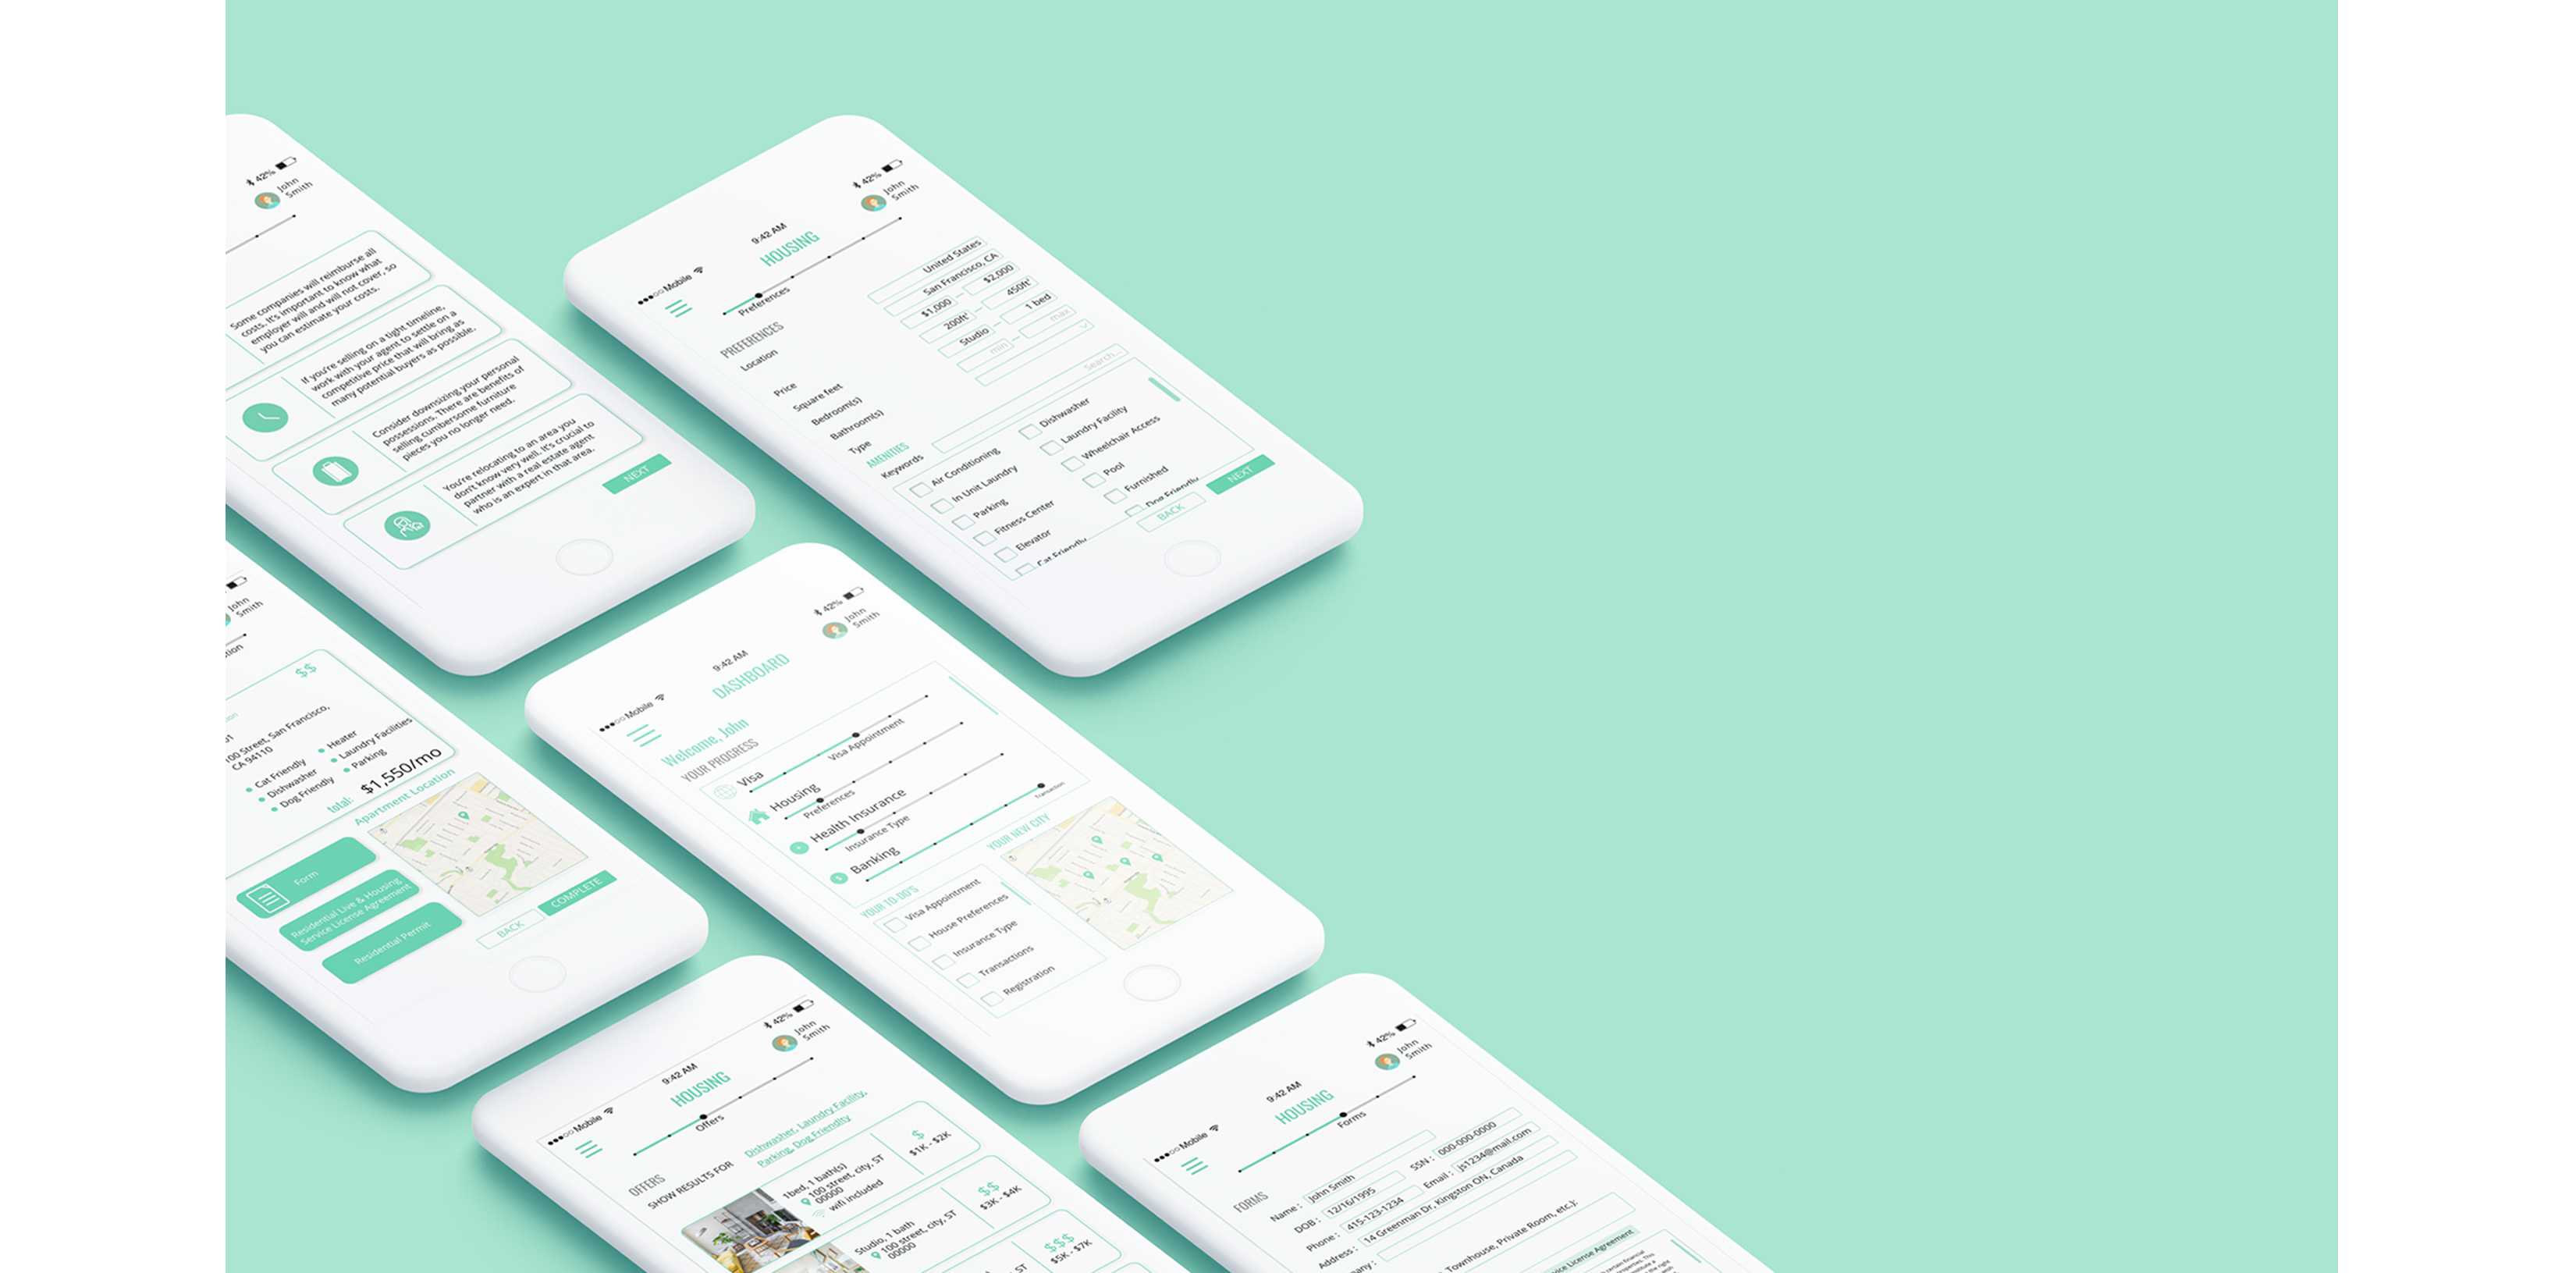 42%
John
Smith
Some companies will reimburse all
costs. It's important to know what
employer will and will not cover, so
you can estimate your costs.
If you're selling on a tight timeline,
work with your agent to settle on a
competitive price that will bring as
many potential buyers as possible.
Consider downsizing your personal
possessions. There are benefits of
selling cumbersome furniture
pieces you no longer need.
You're relocating to an area you
don't know very well. It's crucial to
partner with a real estate agent
who is an expert in that area.
NEXT
Mobile
9:42 AM
42%
HOUSING
John
Smith
Preferences
PREFERENCES
Location
United States
San Francisco, CA
Price
$1,000 – $2,000
Square feet
200ft² – 450ft²
Bedroom(s)
Studio – 1 bed
Bathroom(s)
min – max
Type
AMENITIES
Keywords
Search...
Air Conditioning
In Unit Laundry
Parking
Fitness Center
Elevator
Cat Friendly
Dishwasher
Laundry Facility
Wheelchair Access
Pool
Furnished
Dog Friendly
BACK
NEXT
John
Smith
$$
100 Street, San Francisco,
CA 94110
Cat Friendly
Dishwasher
Dog Friendly
Heater
Laundry Facilities
Parking
total: $1,550/mo
Apartment Location
Form
Residential Live & Housing
Service License Agreement
Residential Permit
BACK
COMPLETE
Mobile
9:42 AM
42%
DASHBOARD
John
Smith
Welcome, John
YOUR PROGRESS
Visa
Visa Appointment
Housing
Preferences
Health Insurance
Insurance Type
Banking
Transaction
YOUR TO-DO'S
Visa Appointment
House Preferences
Insurance Type
Transactions
Registration
YOUR NEW CITY
Mobile
9:42 AM
42%
HOUSING
John
Smith
Offers
OFFERS
SHOW RESULTS FOR
Dishwasher, Laundry Facility,
Parking, Dog Friendly
1bed, 1 bath(s)
100 street, city, ST
00000
wifi included
$
$1K - $2K
Studio, 1 bath
100 street, city, ST
00000
$$
$3K - $4K
ST
$$$
$5K - $7K
Mobile
9:42 AM
42%
HOUSING
John
Smith
Forms
FORMS
Name : John Smith
DOB : 12/16/1995
SSN : 000-000-0000
Phone : 415-123-1234
Email : js1234@mail.com
Address : 14 Greenman Dr, Kingston ON, Canada
Townhouse, Private Room, etc.):
License Agreement